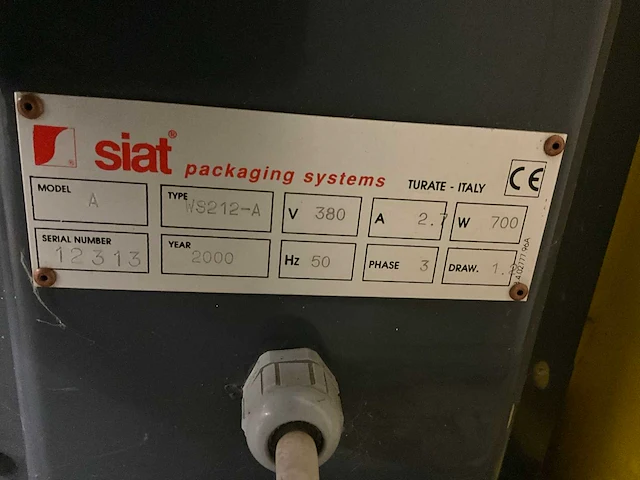 siat® packaging systems TURATE - ITALY CE
MODEL A TYPE WS212-A V 380 A 2.7 W 700
SERIAL NUMBER 12313 YEAR 2000 Hz 50 PHASE 3 DRAW.